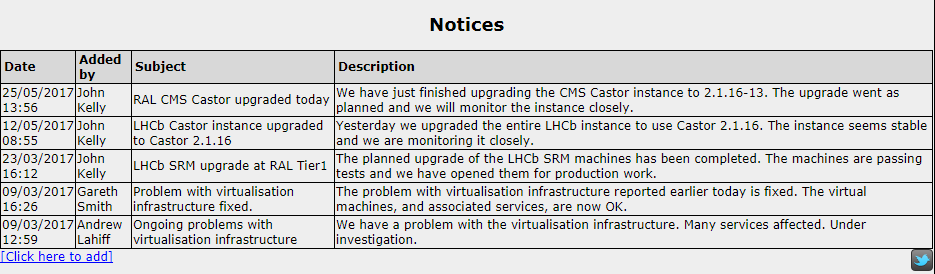 Notices
Date Added by Subject Description
25/05/2017 13:56 John Kelly RAL CMS Castor upgraded today We have just finished upgrading the CMS Castor instance to 2.1.16-13. The upgrade went as planned and we will monitor the instance closely.
12/05/2017 08:55 John Kelly LHCb Castor instance upgraded to Castor 2.1.16 Yesterday we upgraded the entire LHCb instance to use Castor 2.1.16. The instance seems stable and we are monitoring it closely.
23/03/2017 16:12 John Kelly LHCb SRM upgrade at RAL Tier1 The planned upgrade of the LHCb SRM machines has been completed. The machines are passing tests and we have opened them for production work.
09/03/2017 16:26 Gareth Smith Problem with virtualisation infrastructure fixed. The problem with virtualisation infrastructure reported earlier today is fixed. The virtual machines, and associated services, are now OK.
09/03/2017 12:59 Andrew Lahiff Ongoing problems with virtualisation infrastructure We have a problem with the virtualisation infrastructure. Many services affected. Under investigation.
[Click here to add]